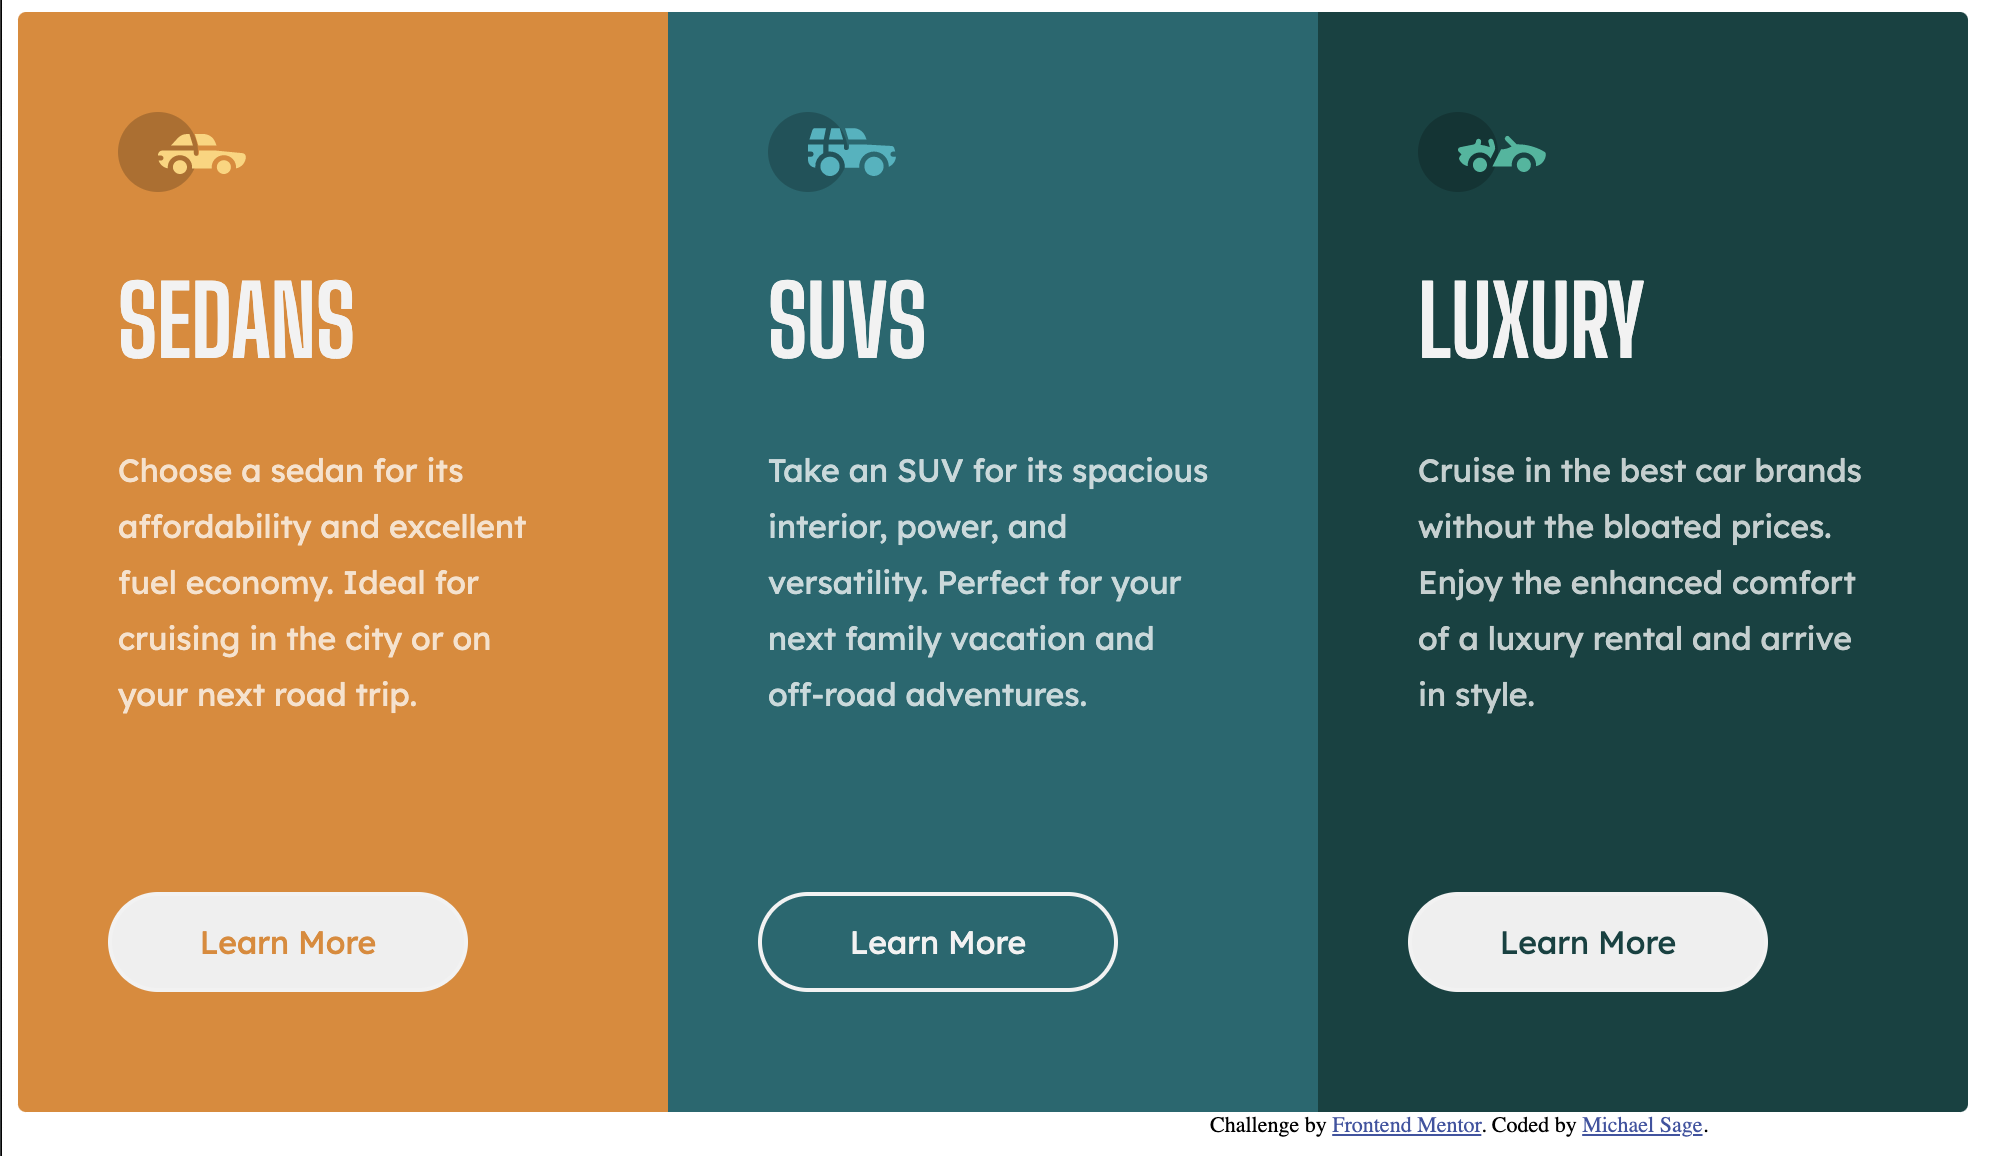 SEDANS
Choose a sedan for its
affordability and excellent
fuel economy. Ideal for
cruising in the city or on
your next road trip.
Learn More
SUVS
Take an SUV for its spacious
interior, power, and
versatility. Perfect for your
next family vacation and
off-road adventures.
Learn More
LUXURY
Cruise in the best car brands
without the bloated prices.
Enjoy the enhanced comfort
of a luxury rental and arrive
in style.
Learn More
Challenge by Frontend Mentor. Coded by Michael Sage.